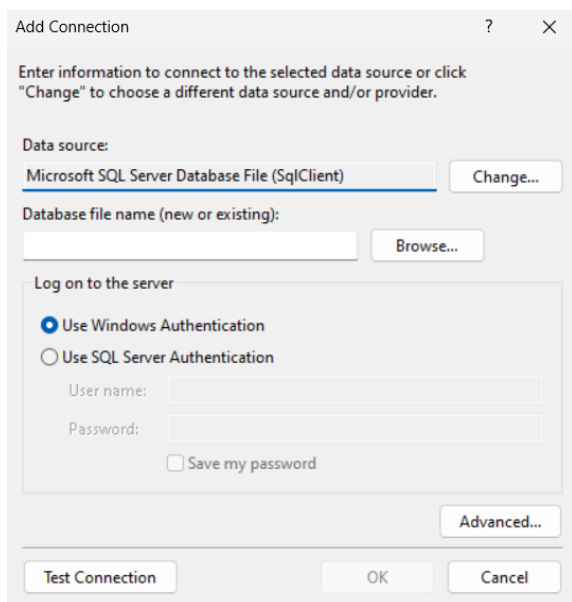 Add Connection ?
Enter information to connect to the selected data source or click
"Change" to choose a different data source and/or provider.
Data source:
Microsoft SQL Server Database File (SqlClient) Change...
Database file name (new or existing):
Browse...
Log on to the server
Use Windows Authentication
Use SQL Server Authentication
User name:
Password:
Save my password
Advanced...
Test Connection OK Cancel